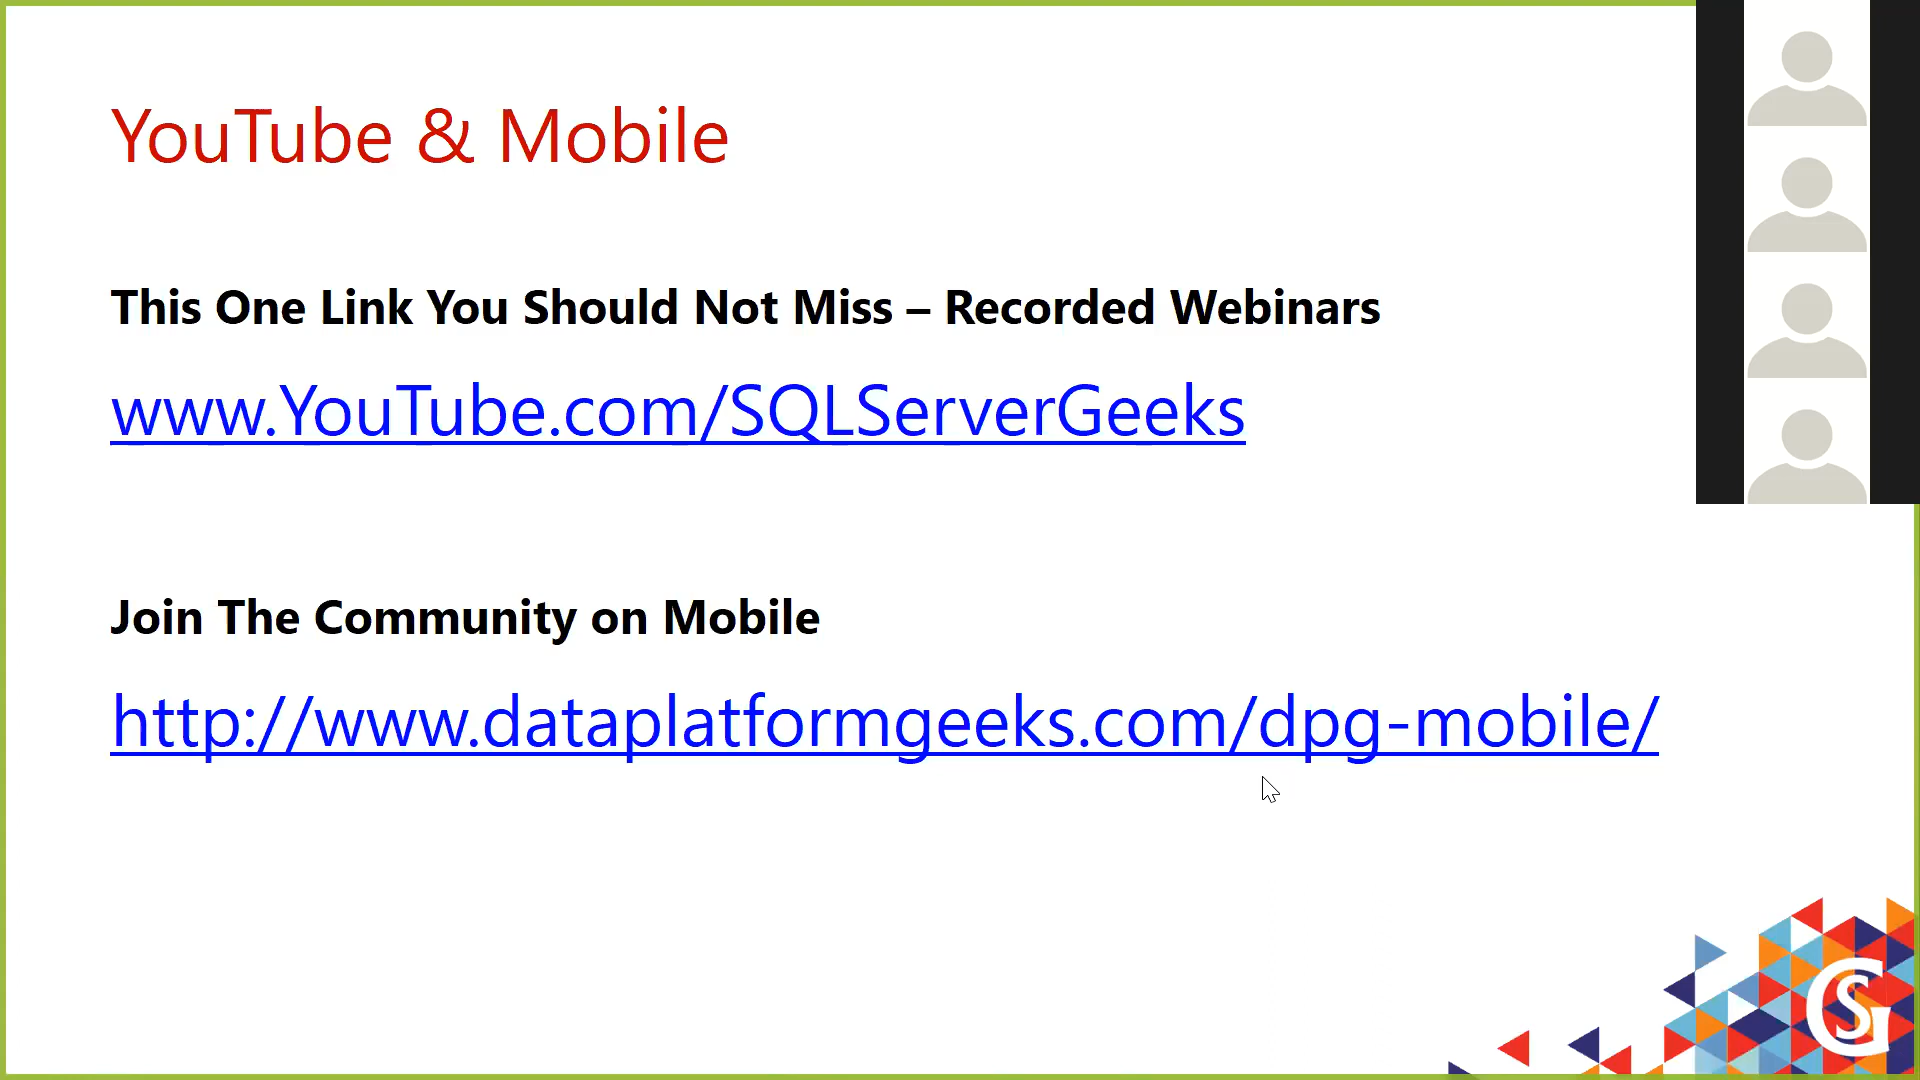 YouTube & Mobile
This One Link You Should Not Miss – Recorded Webinars
www.YouTube.com/SQLServerGeeks
Join The Community on Mobile
http://www.dataplatformgeeks.com/dpg-mobile/